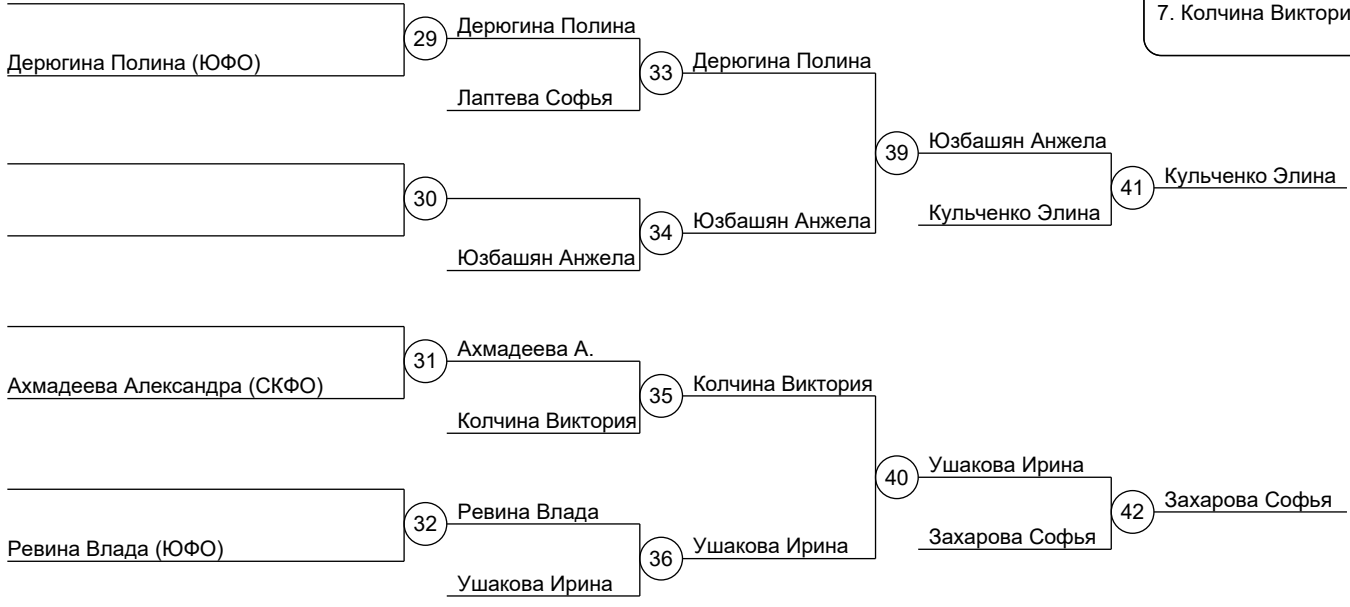 7. Колчина Виктори
29
Дерюгина Полина
Дерюгина Полина (ЮФО)
33
Дерюгина Полина
Лаптева Софья
39
Юзбашян Анжела
41
Кульченко Элина
30
Кульченко Элина
34
Юзбашян Анжела
Юзбашян Анжела
31
Ахмадеева А.
Ахмадеева Александра (СКФО)
35
Колчина Виктория
Колчина Виктория
40
Ушакова Ирина
42
Захарова Софья
32
Ревина Влада
Захарова Софья
Ревина Влада (ЮФО)
36
Ушакова Ирина
Ушакова Ирина